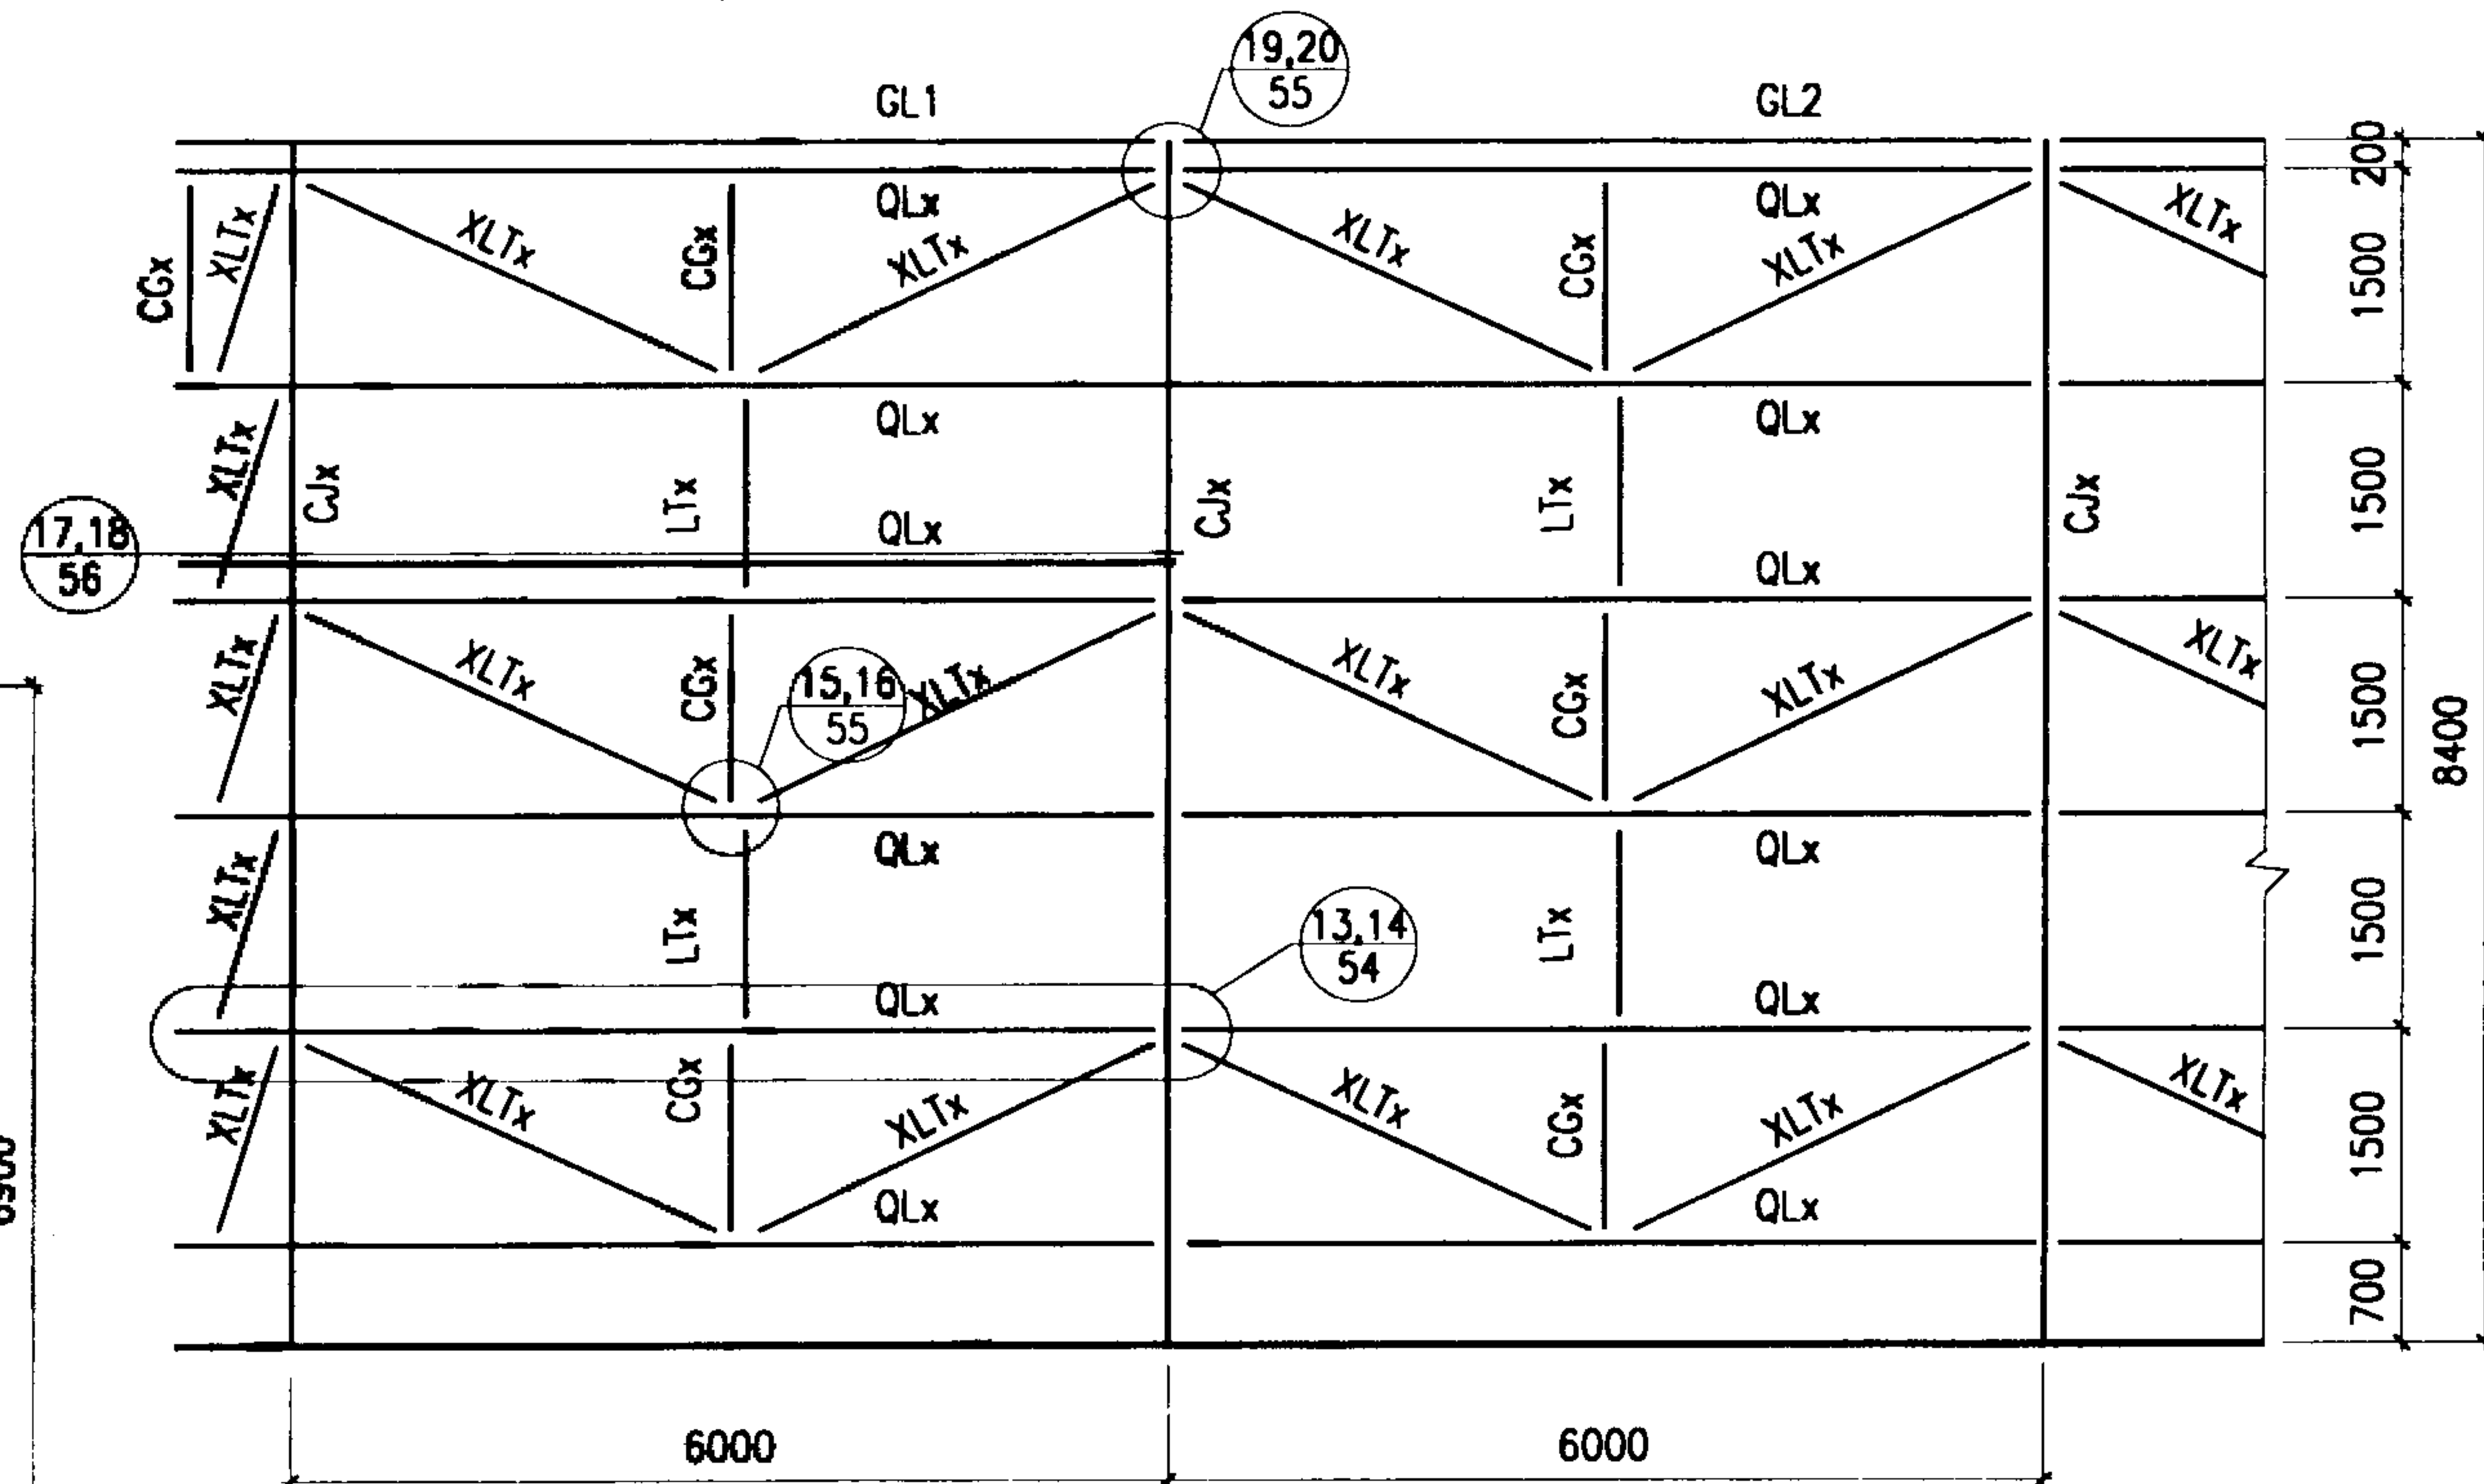 19,20
55
GL1
GL2
200
QLx
QLx
XLTx
XLTx
CGx
XLTx
XLTx
CGx
XLTx
XLTx
CGx
1500
QLx
QLx
XLTx
CJx
LTx
CJx
LTx
CJx
1500
17,18
56
QLx
QLx
XLTx
XLTx
CGx
15,16
55
XLTx
XLTx
CGx
XLTx
XLTx
1500
8400
QLx
QLx
XLTx
LTx
13,14
54
LTx
1500
QLx
QLx
XLTx
XLTx
CGx
XLTx
XLTx
CGx
XLTx
XLTx
1500
QLx
QLx
700
6000
6000